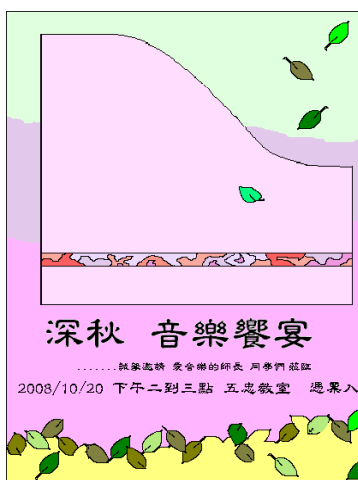 深秋 音樂饗宴
.......誠摯邀請 愛音樂的師長 同學們 蒞臨
2008/10/20 下午二到三點 五忠教室 憑票入